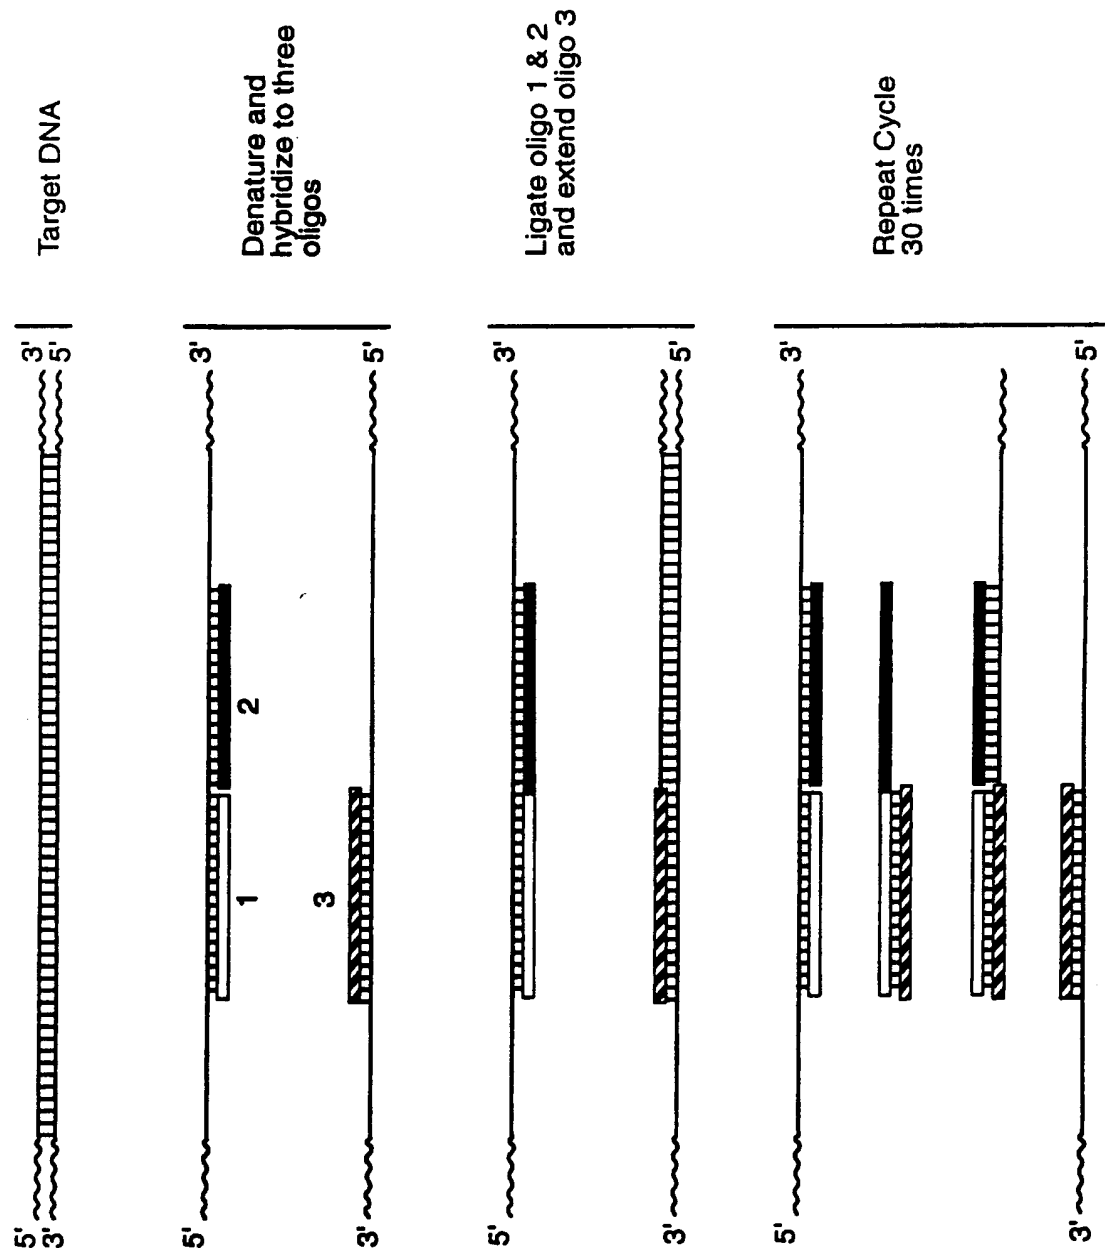 5' 3'
3' 5'
Target DNA
5' 3'
1 2
3
3' 5'
Denature and
hybridize to three
oligos
5' 3'
3' 5'
Ligate oligo 1 & 2
and extend oligo 3
5' 3'
3' 5'
Repeat Cycle
30 times